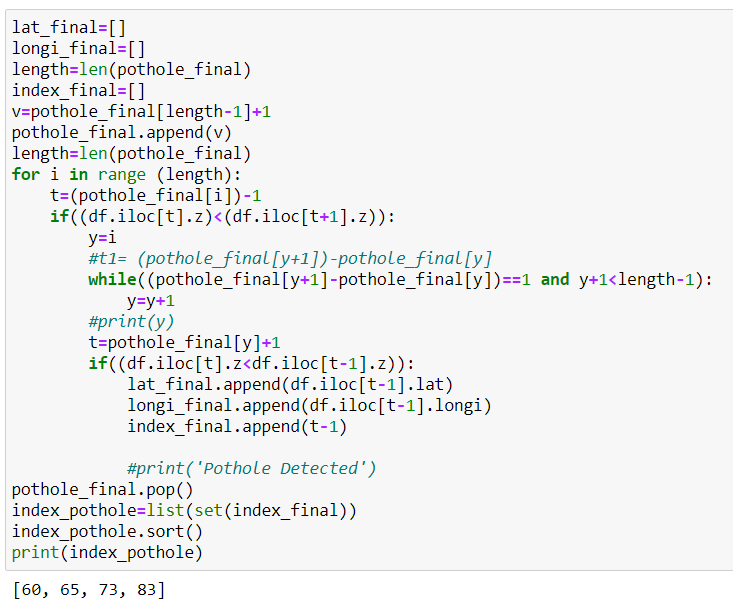 lat_final=[]
longi_final=[]
length=len(pothole_final)
index_final=[]
v=pothole_final[length-1]+1
pothole_final.append(v)
length=len(pothole_final)
for i in range (length):
    t=(pothole_final[i])-1
    if((df.iloc[t].z)<(df.iloc[t+1].z)):
        y=i
        #t1= (pothole_final[y+1])-pothole_final[y]
        while((pothole_final[y+1]-pothole_final[y])==1 and y+1<length-1):
            y=y+1
        #print(y)
        t=pothole_final[y]+1
        if((df.iloc[t].z<df.iloc[t-1].z)):
            lat_final.append(df.iloc[t-1].lat)
            longi_final.append(df.iloc[t-1].longi)
            index_final.append(t-1)

            #print('Pothole Detected')
pothole_final.pop()
index_pothole=list(set(index_final))
index_pothole.sort()
print(index_pothole)
[60, 65, 73, 83]